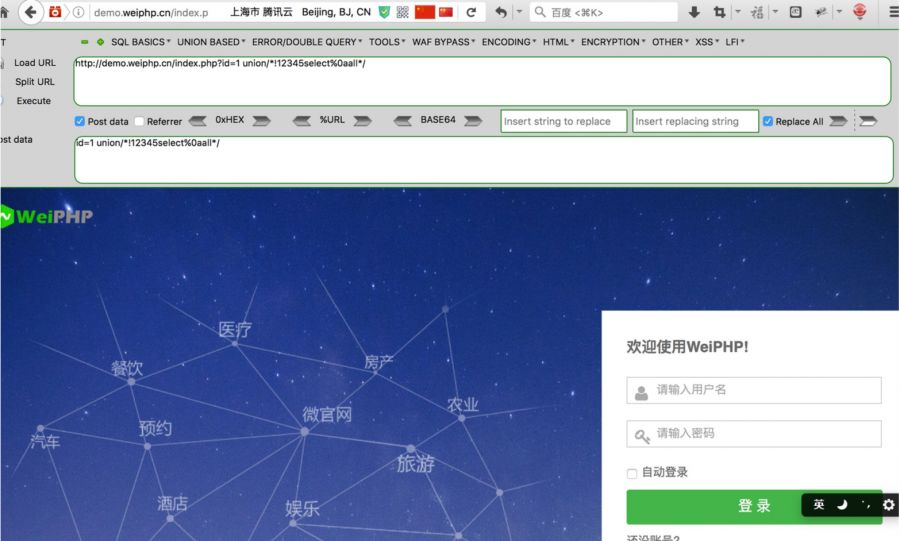 demo.weiphp.cn/index.p 上海市 腾讯云 Beijing, BJ, CN 百度 <⌘K>
SQL BASICS UNION BASED ERROR/DOUBLE QUERY TOOLS WAF BYPASS ENCODING HTML ENCRYPTION OTHER XSS LFI
Load URL
http://demo.weiphp.cn/index.php?id=1 union/*!12345select%0aall*/
Split URL
Execute
Post data Referrer 0xHEX %URL BASE64 Insert string to replace Insert replacing string Replace All
ost data
id=1 union/*!12345select%0aall*/
WeiPHP
医疗
餐饮
房产
农业
微官网
预约
汽车
旅游
酒店
娱乐
欢迎使用WeiPHP!
请输入用户名
请输入密码
自动登录
登 录
英
还没账号?